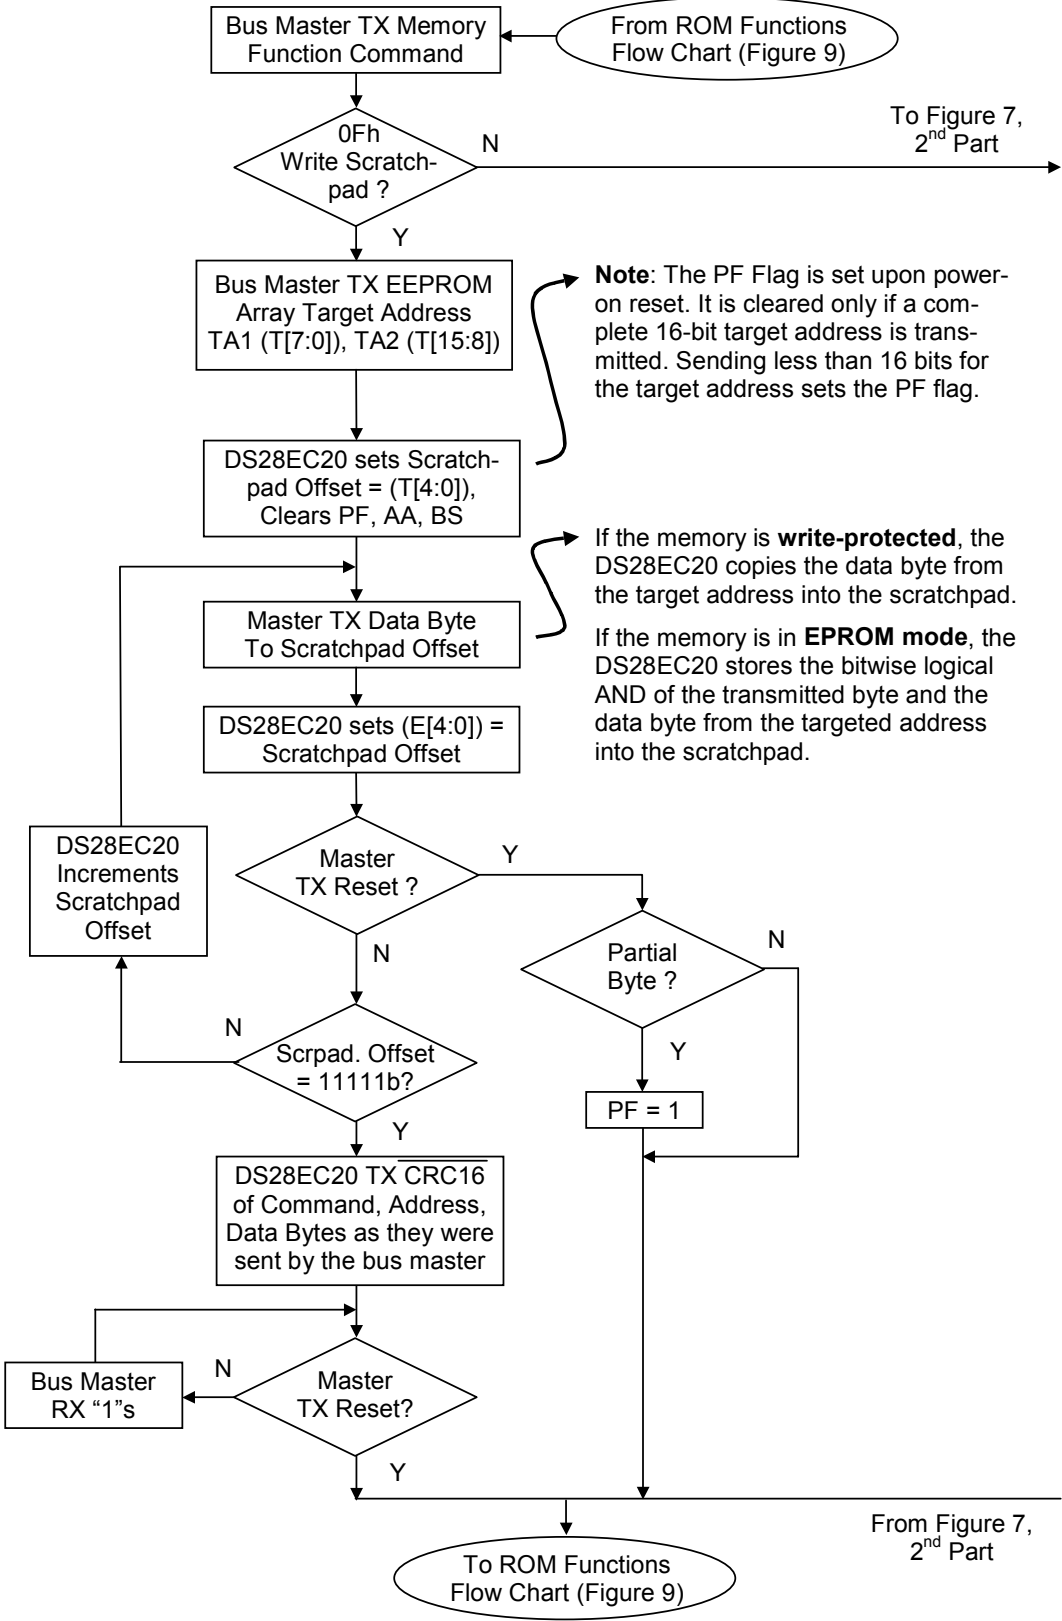 Bus Master TX Memory
Function Command
From ROM Functions
Flow Chart (Figure 9)
To Figure 7,
2nd Part
0Fh
Write Scratch-
pad ?
N
Y
Bus Master TX EEPROM
Array Target Address
TA1 (T[7:0]), TA2 (T[15:8])
Note: The PF Flag is set upon power-
on reset. It is cleared only if a com-
plete 16-bit target address is trans-
mitted. Sending less than 16 bits for
the target address sets the PF flag.
DS28EC20 sets Scratch-
pad Offset = (T[4:0]),
Clears PF, AA, BS
If the memory is write-protected, the
DS28EC20 copies the data byte from
the target address into the scratchpad.
If the memory is in EPROM mode, the
DS28EC20 stores the bitwise logical
AND of the transmitted byte and the
data byte from the targeted address
into the scratchpad.
Master TX Data Byte
To Scratchpad Offset
DS28EC20 sets (E[4:0]) =
Scratchpad Offset
DS28EC20
Increments
Scratchpad
Offset
Master
TX Reset ?
Y
N
Partial
Byte ?
N
Y
PF = 1
Scrpad. Offset
= 11111b?
N
Y
DS28EC20 TX CRC16
of Command, Address,
Data Bytes as they were
sent by the bus master
Bus Master
RX “1”s
N
Master
TX Reset?
Y
From Figure 7,
2nd Part
To ROM Functions
Flow Chart (Figure 9)